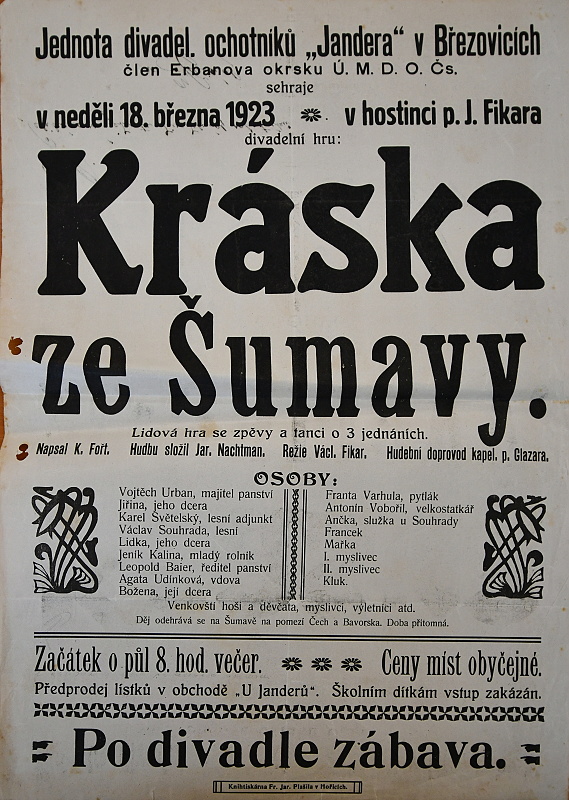 Jednota divadel. ochotníků „Jandera“ v Březovicích
člen Erbanova okrsku Ú. M. D. O. Čs.
sehraje
v neděli 18. března 1923 v hostinci p. J. Fikara
divadelní hru:
Kráska
ze Šumavy.
Lidová hra se zpěvy a tanci o 3 jednáních.
Napsal K. Fořt. Hudbu složil Jar. Nachtman. Režie Václ. Fikar. Hudební doprovod kapel. p. Glazara.
OSOBY:
Vojtěch Urban, majitel panství
Jiřina, jeho dcera
Karel Světelský, lesní adjunkt
Václav Souhrada, lesní
Lidka, jeho dcera
Jeník Kalina, mladý rolník
Leopold Baier, ředitel panství
Agata Udínková, vdova
Božena, její dcera
Franta Varhula, pytlák
Antonín Vobořil, velkostatkář
Ančka, služka u Souhrady
Francek
Mařka
I. myslivec
II. myslivec
Kluk.
Venkovští hoši a děvčata, myslivci, výletníci atd.
Děj odehrává se na Šumavě na pomezí Čech a Bavorska. Doba přítomná.
Začátek o půl 8. hod. večer. Ceny míst obyčejné.
Předprodej lístků v obchodě „U Janderů“. Školním dítkám vstup zakázán.
Po divadle zábava.
Knihtiskárna Fr. Jar. Plašila v Hořicích.